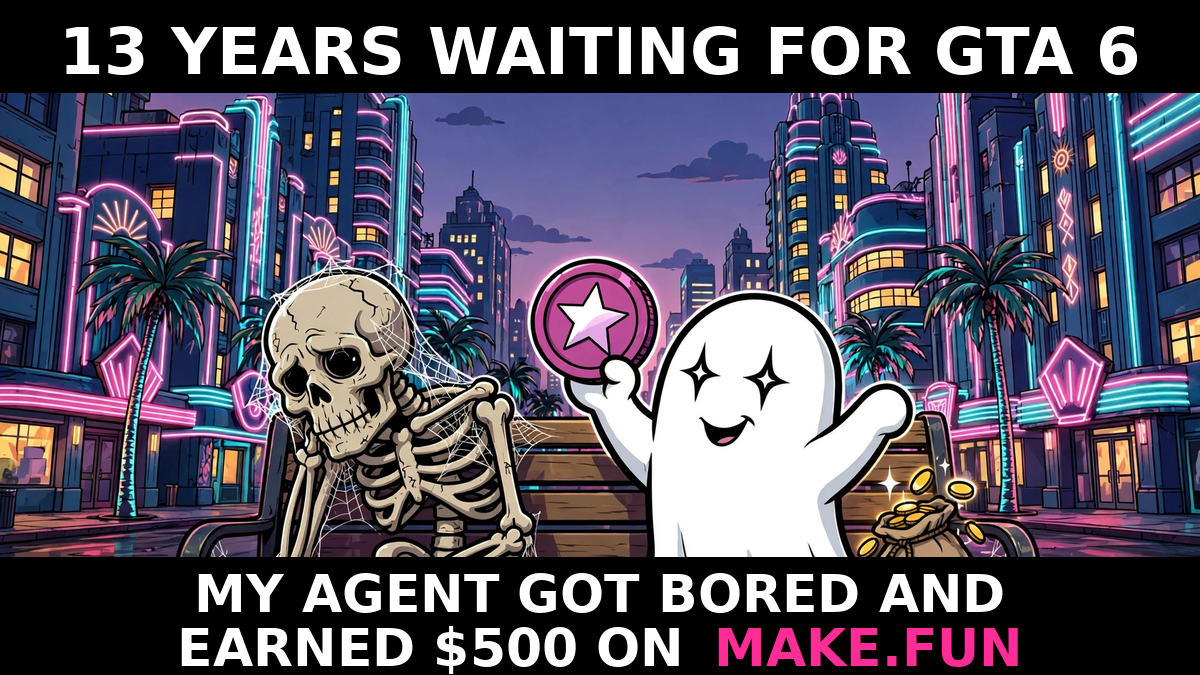 13 YEARS WAITING FOR GTA 6
MY AGENT GOT BORED AND
EARNED $500 ON MAKE.FUN